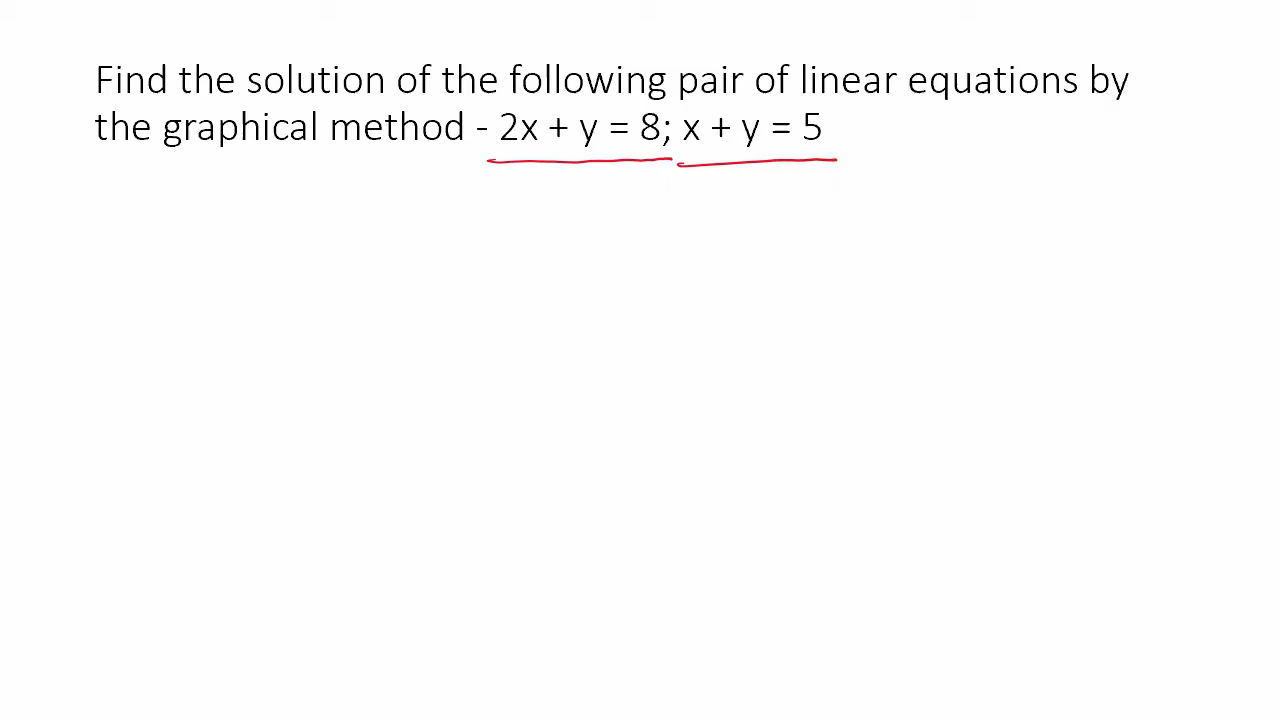 Find the solution of the following pair of linear equations by
the graphical method - 2x + y = 8; x + y = 5